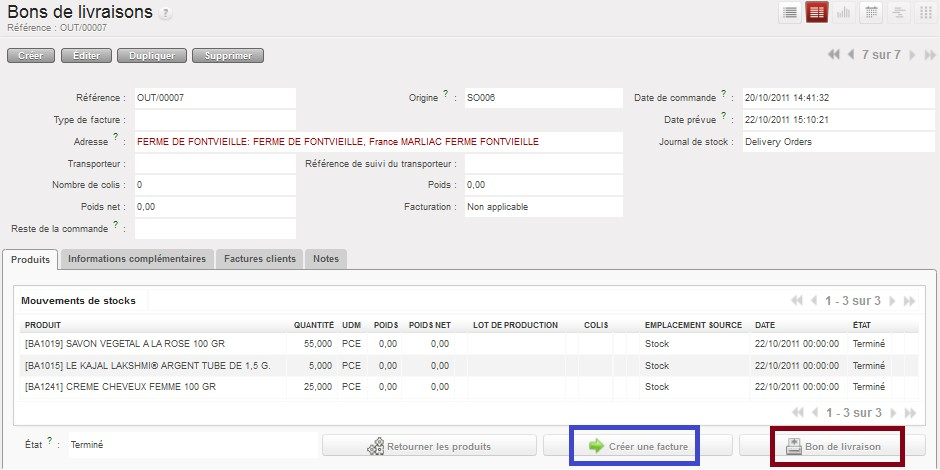 Bons de livraisons ?
Référence : OUT/00007
Créer Editer Dupliquer Supprimer 7 sur 7
Référence : OUT/00007 Origine ? : SO006 Date de commande ? : 20/10/2011 14:41:32
Type de facture : Date prévue ? : 22/10/2011 15:10:21
Adresse ? : FERME DE FONTVIEILLE: FERME DE FONTVIEILLE, France MARLIAC FERME FONTVIEILLE Journal de stock : Delivery Orders
Transporteur : Référence de suivi du transporteur :
Nombre de colis : 0 Poids : 0,00
Poids net : 0,00 Facturation : Non applicable
Reste de la commande ? :
Produits Informations complémentaires Factures clients Notes
Mouvements de stocks 1 - 3 sur 3
PRODUIT QUANTITÉ UDM POIDS POIDS NET LOT DE PRODUCTION COLIS EMPLACEMENT SOURCE DATE ÉTAT
[BA1019] SAVON VEGETAL A LA ROSE 100 GR 55,000 PCE 0,00 0,00 Stock 22/10/2011 00:00:00 Terminé
[BA1015] LE KAJAL LAKSHMI® ARGENT TUBE DE 1,5 G. 5,000 PCE 0,00 0,00 Stock 22/10/2011 00:00:00 Terminé
[BA1241] CREME CHEVEUX FEMME 100 GR 25,000 PCE 0,00 0,00 Stock 22/10/2011 00:00:00 Terminé
1 - 3 sur 3
État ? : Terminé Retourner les produits Créer une facture Bon de livraison